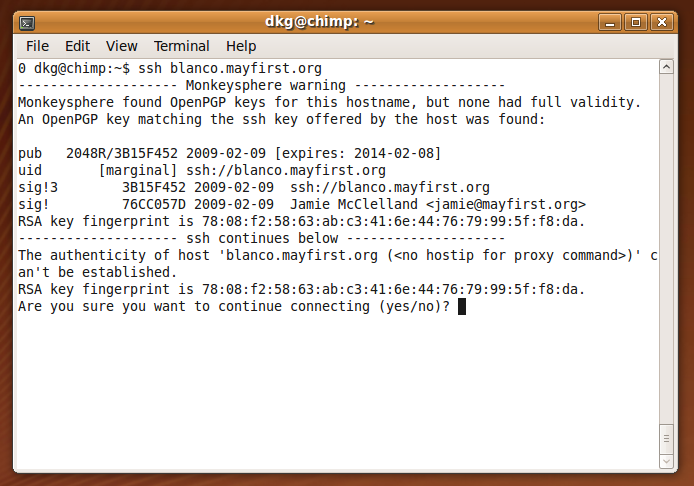 dkg@chimp: ~
File Edit View Terminal Help
0 dkg@chimp:~$ ssh blanco.mayfirst.org
-------------------- Monkeysphere warning -------------------
Monkeysphere found OpenPGP keys for this hostname, but none had full validity.
An OpenPGP key matching the ssh key offered by the host was found:

pub   2048R/3B15F452 2009-02-09 [expires: 2014-02-08]
uid       [marginal] ssh://blanco.mayfirst.org
sig!3        3B15F452 2009-02-09  ssh://blanco.mayfirst.org
sig!         76CC057D 2009-02-09  Jamie McClelland <jamie@mayfirst.org>
RSA key fingerprint is 78:08:f2:58:63:ab:c3:41:6e:44:76:79:99:5f:f8:da.
-------------------- ssh continues below --------------------
The authenticity of host 'blanco.mayfirst.org (<no hostip for proxy command>)' c
an't be established.
RSA key fingerprint is 78:08:f2:58:63:ab:c3:41:6e:44:76:79:99:5f:f8:da.
Are you sure you want to continue connecting (yes/no)?